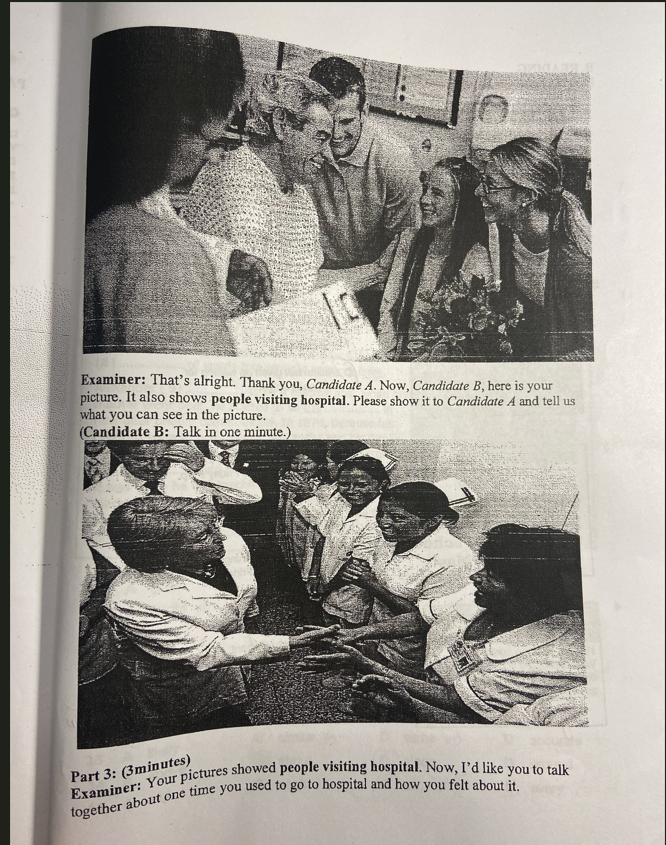 Examiner: That's alright. Thank you, Candidate A. Now, Candidate B, here is your
picture. It also shows people visiting hospital. Please show it to Candidate A and tell us
what you can see in the picture.
(Candidate B: Talk in one minute.)
Part 3: (3minutes)
Examiner: Your pictures showed people visiting hospital. Now, I'd like you to talk
together about one time you used to go to hospital and how you felt about it.